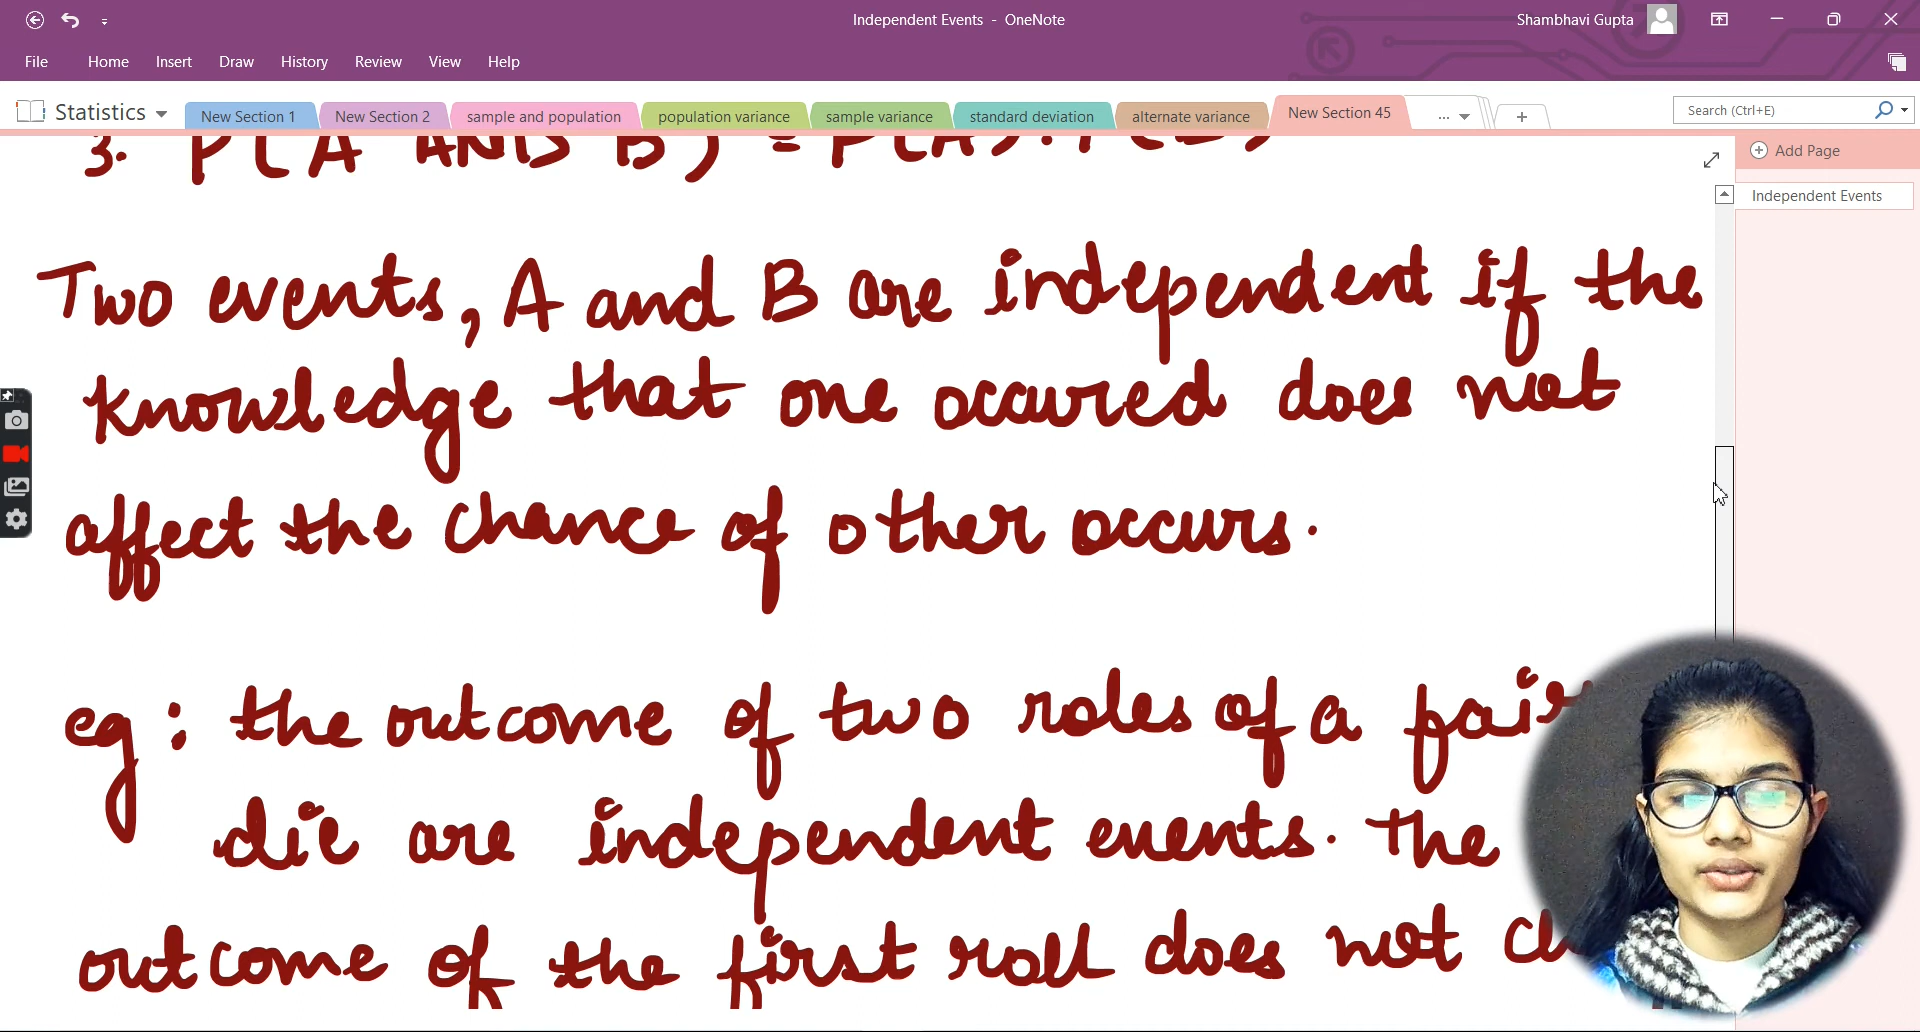 Independent Events - OneNote
Shambhavi Gupta
File Home Insert Draw History Review View Help
Statistics
New Section 1 New Section 2 sample and population population variance sample variance standard deviation alternate variance New Section 45 ... +
Search (Ctrl+E)
Add Page
Independent Events
3. P(A AND B) = P(A).P(B)
Two events, A and B are independent if the
knowledge that one occured does not
affect the chance of other occurs.
eg : the outcome of two roles of a fair
die are independent events. The
outcome of the first roll does not